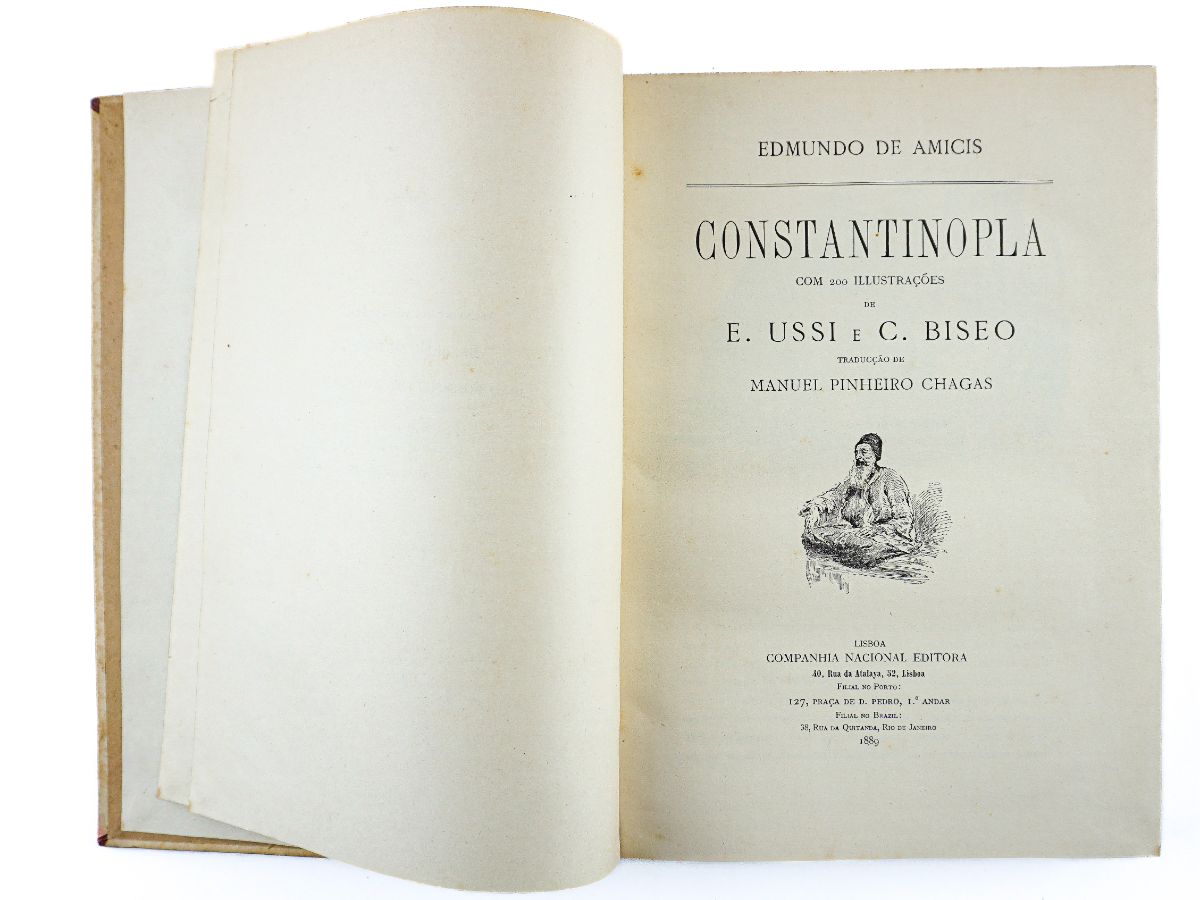 EDMUNDO DE AMICIS
CONSTANTINOPLA
COM 200 ILLUSTRAÇÕES
DE
E. USSI E C. BISEO
TRADUCÇÃO DE
MANUEL PINHEIRO CHAGAS
LISBOA
COMPANHIA NACIONAL EDITORA
40, Rua da Atalaya, 52, Lisboa
FILIAL NO PORTO:
127, PRAÇA DE D. PEDRO, 1.º ANDAR
FILIAL NO BRAZIL:
38, RUA DA QUITANDA, RIO DE JANEIRO
1889